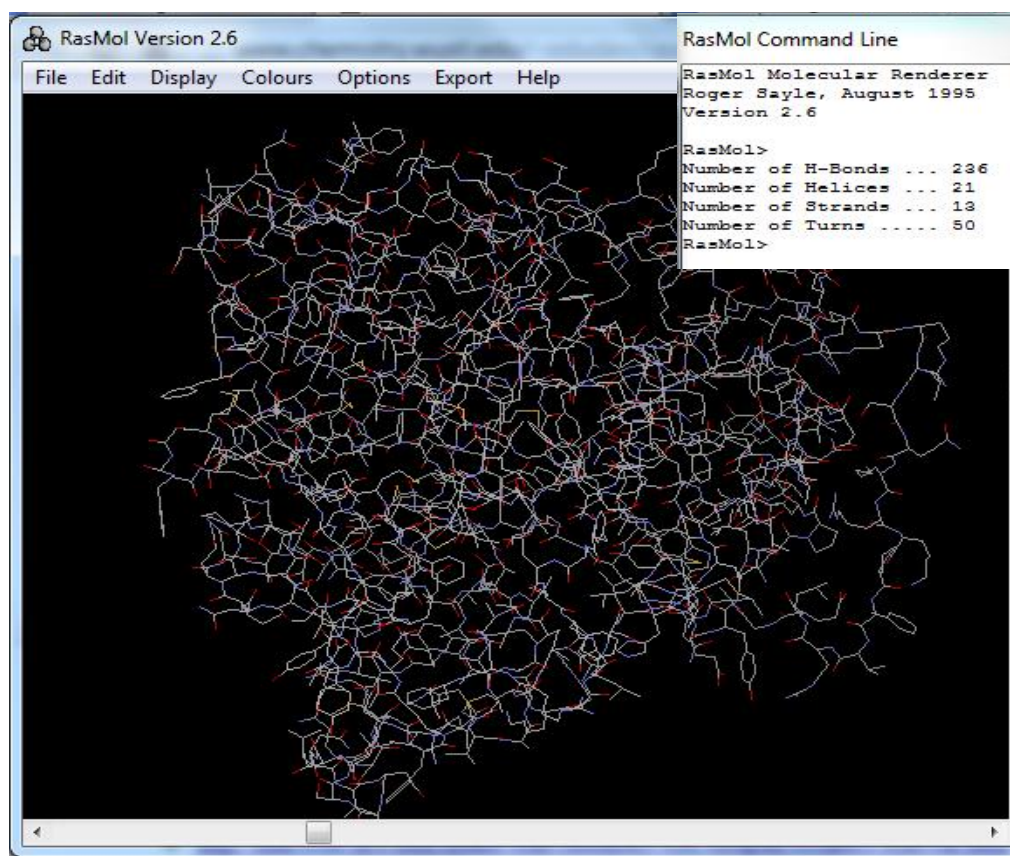 RasMol Version 2.6
File Edit Display Colours Options Export Help
RasMol Command Line
RasMol Molecular Renderer
Roger Sayle, August 1995
Version 2.6
RasMol>
Number of H-Bonds ... 236
Number of Helices ... 21
Number of Strands ... 13
Number of Turns ..... 50
RasMol>